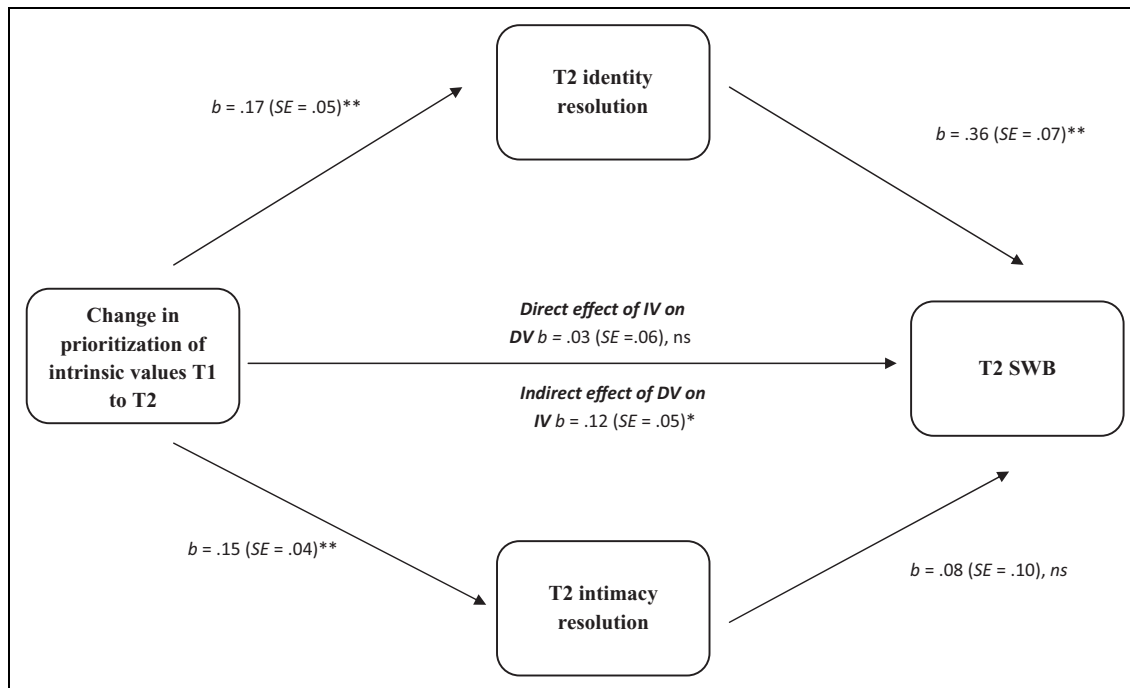 T2 identity
resolution
b = .17 (SE = .05)**
b = .36 (SE = .07)**
Change in
prioritization of
intrinsic values T1
to T2
Direct effect of IV on
DV b = .03 (SE =.06), ns
Indirect effect of DV on
IV b = .12 (SE = .05)*
T2 SWB
b = .15 (SE = .04)**
b = .08 (SE = .10), ns
T2 intimacy
resolution